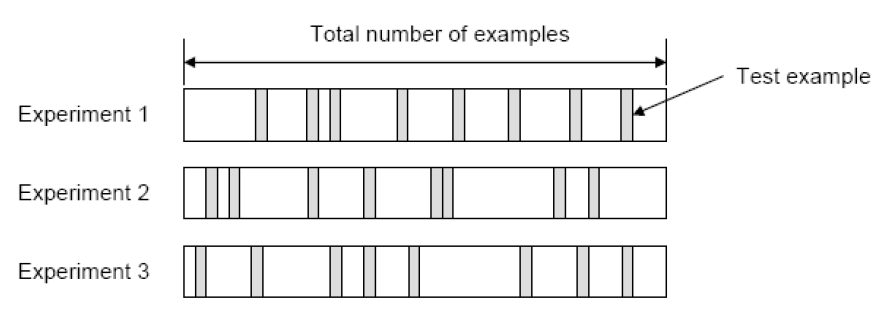 Total number of examples
Test example
Experiment 1
Experiment 2
Experiment 3